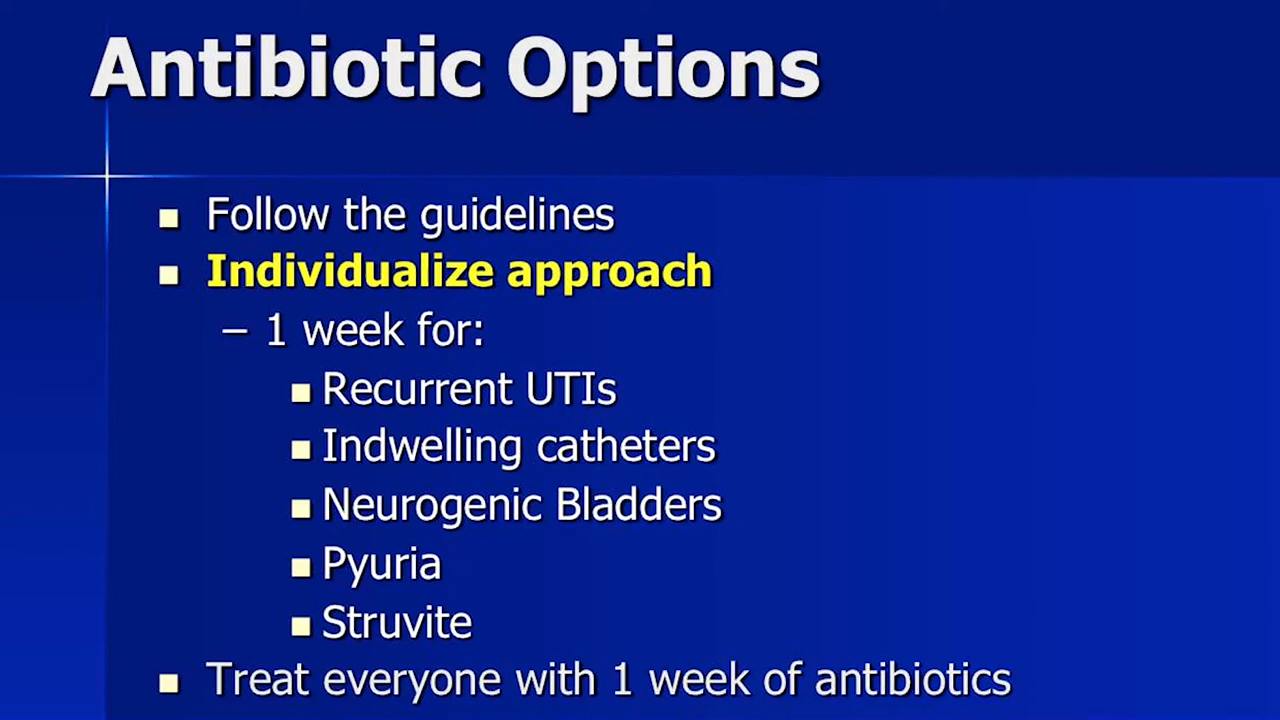 Antibiotic Options
Follow the guidelines
Individualize approach
– 1 week for:
Recurrent UTIs
Indwelling catheters
Neurogenic Bladders
Pyuria
Struvite
Treat everyone with 1 week of antibiotics